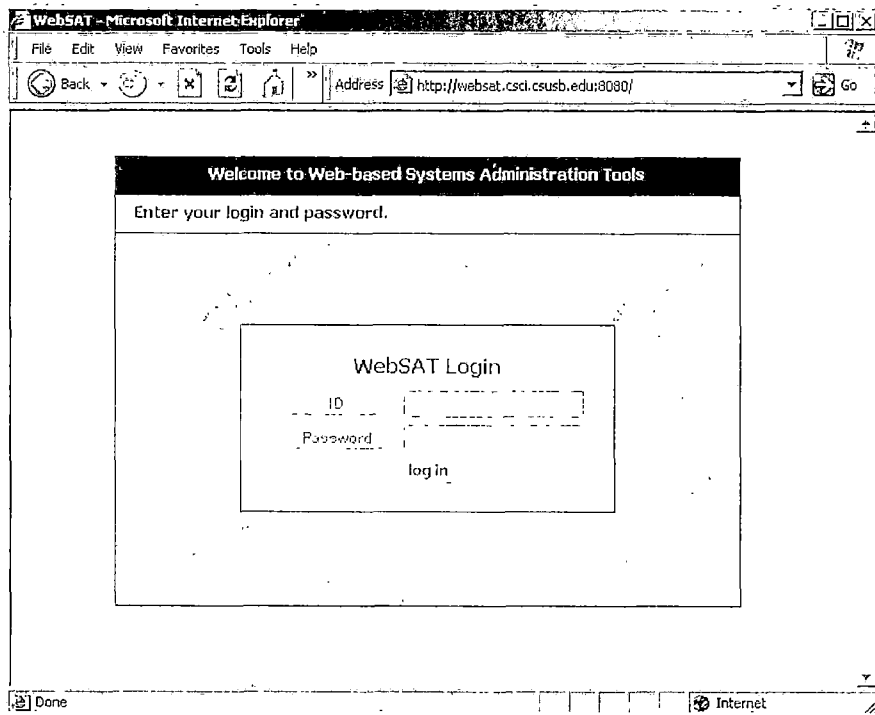 WebSAT - Microsoft Internet Explorer
File Edit View Favorites Tools Help
Back » Address http://websat.csci.csusb.edu:8080/ Go
Welcome to Web-based Systems Administration Tools
Enter your login and password.
WebSAT Login
ID
Password
log in
Done Internet